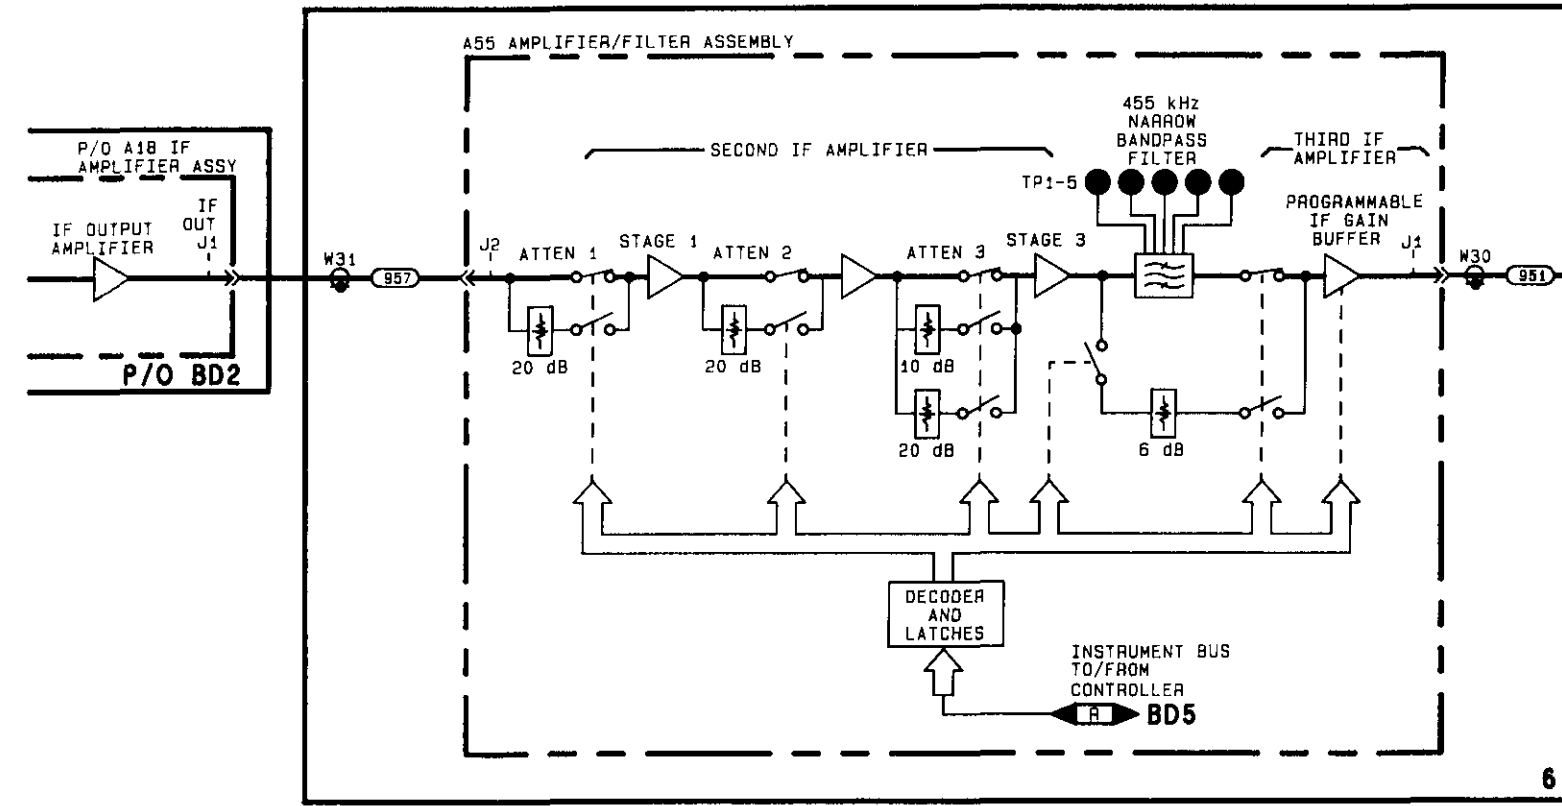 A55 AMPLIFIER/FILTER ASSEMBLY
P/O A18 IF
AMPLIFIER ASSY
IF OUTPUT
AMPLIFIER
IF
OUT
J1
P/O BD2
W31
957
J2
SECOND IF AMPLIFIER
ATTEN 1
20 dB
STAGE 1
ATTEN 2
20 dB
ATTEN 3
10 dB
20 dB
STAGE 3
455 kHz
NARROW
BANDPASS
FILTER
TP1-5
6 dB
THIRD IF
AMPLIFIER
PROGRAMMABLE
IF GAIN
BUFFER
J1
W30
951
DECODER
AND
LATCHES
INSTRUMENT BUS
TO/FROM
CONTROLLER
A BD5
6